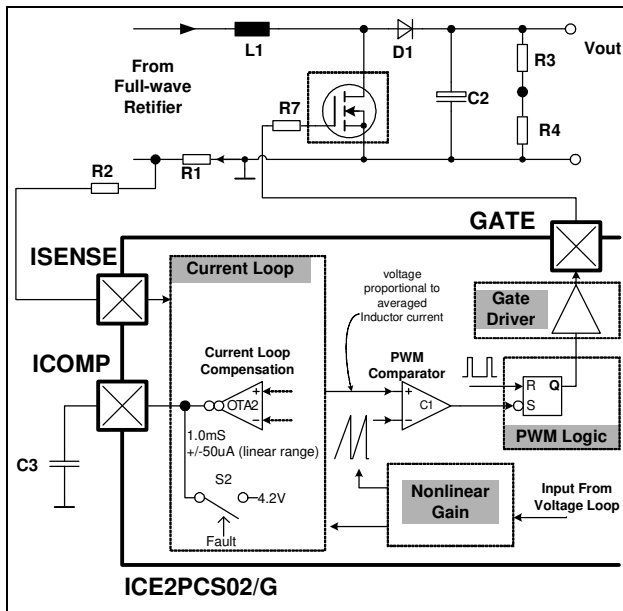 L1
D1
Vout
From
Full-wave
Retifier
R3
C2
R7
R4
R2
R1
GATE
ISENSE
Current Loop
voltage
proportional to
averaged
Inductor current
Gate
Driver
ICOMP
Current Loop
Compensation
PWM
Comparator
+
OTA2
-
+
C1
-
R Q
S
PWM Logic
1.0mS
+/-50uA (linear range)
C3
S2
4.2V
Fault
Nonlinear
Gain
Input From
Voltage Loop
ICE2PCS02/G